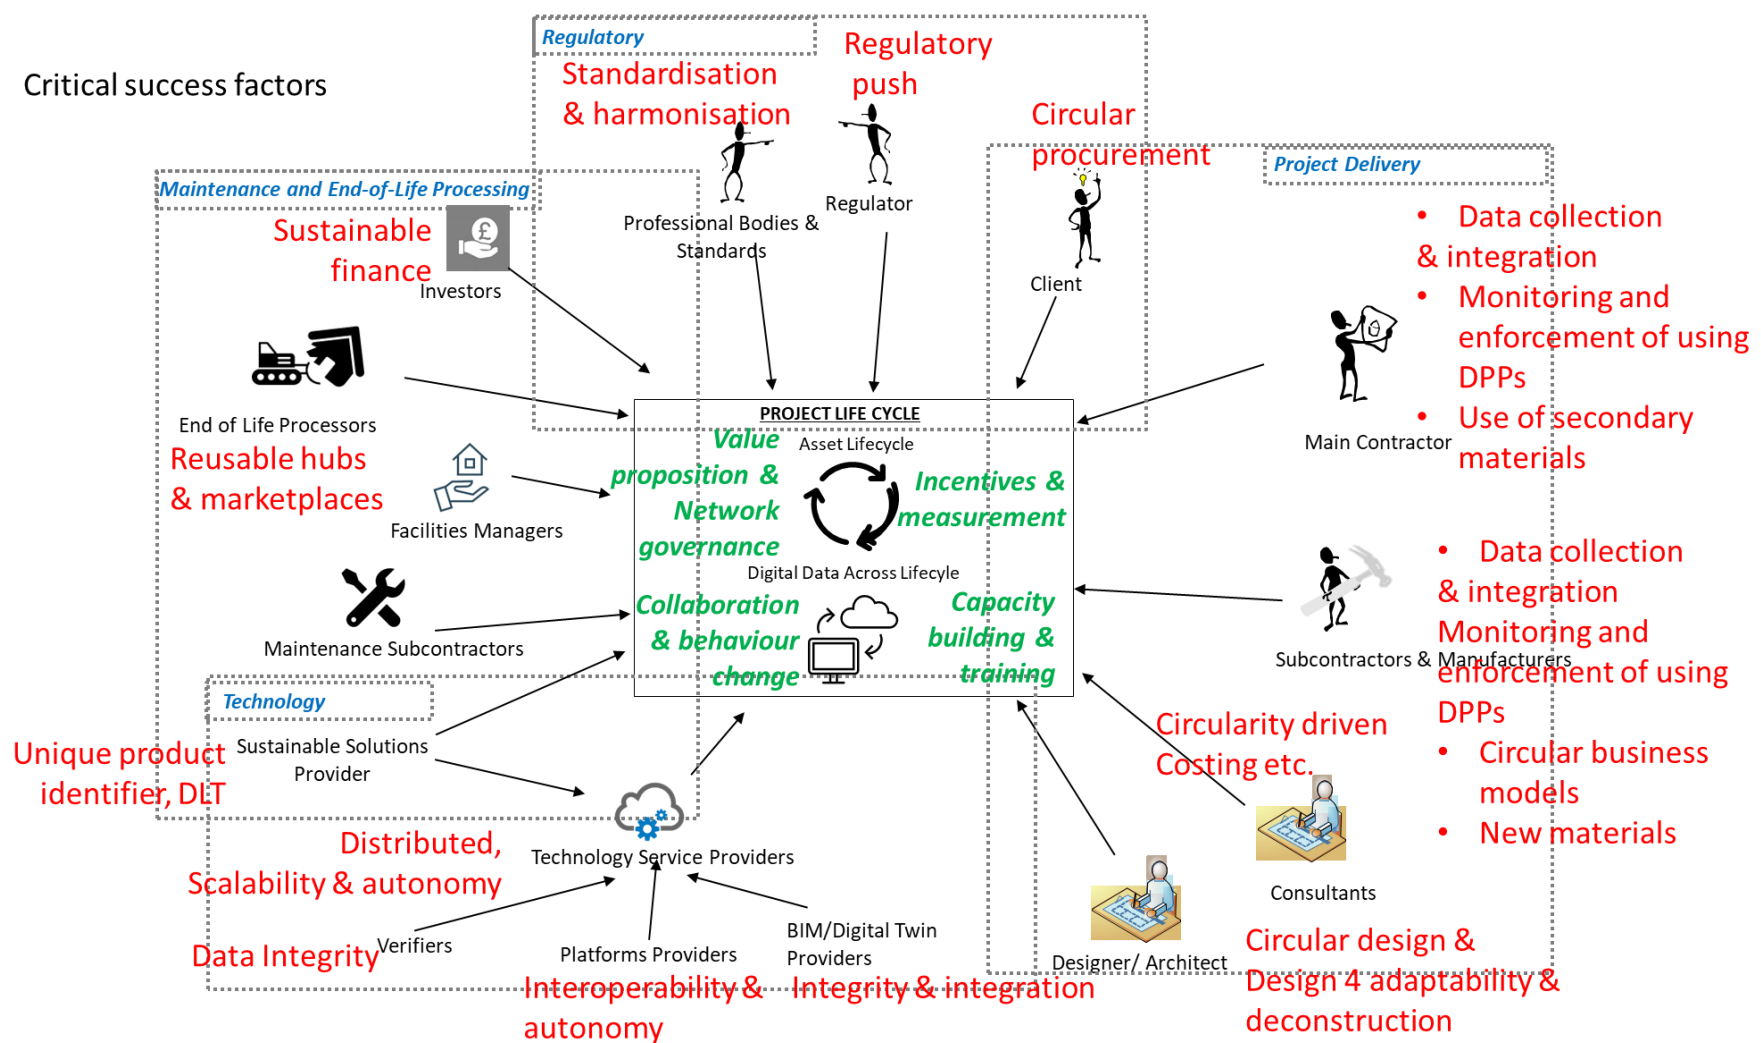 Critical success factors
Regulatory
Standardisation
& harmonisation
Regulatory
push
Professional Bodies &
Standards
Regulator
Circular
procurement
Client
Project Delivery
• Data collection
& integration
• Monitoring and
enforcement of using
DPPs
• Use of secondary
materials
Main Contractor
• Data collection
& integration
Monitoring and
enforcement of using
DPPs
• Circular business
models
• New materials
Subcontractors & Manufacturers
Circularity driven
Costing etc.
Consultants
Circular design &
Design 4 adaptability &
deconstruction
Designer/ Architect
Maintenance and End-of-Life Processing
Sustainable
finance
£
Investors
End of Life Processors
Reusable hubs
& marketplaces
Facilities Managers
Maintenance Subcontractors
PROJECT LIFE CYCLE
Asset Lifecycle
Value
proposition &
Network
governance
Incentives &
measurement
Digital Data Across Lifecyle
Collaboration
& behaviour
change
Capacity
building &
training
Technology
Sustainable Solutions
Provider
Unique product
identifier, DLT
Technology Service Providers
Distributed,
Scalability & autonomy
Verifiers
Data Integrity
Platforms Providers
Interoperability &
autonomy
BIM/Digital Twin
Providers
Integrity & integration